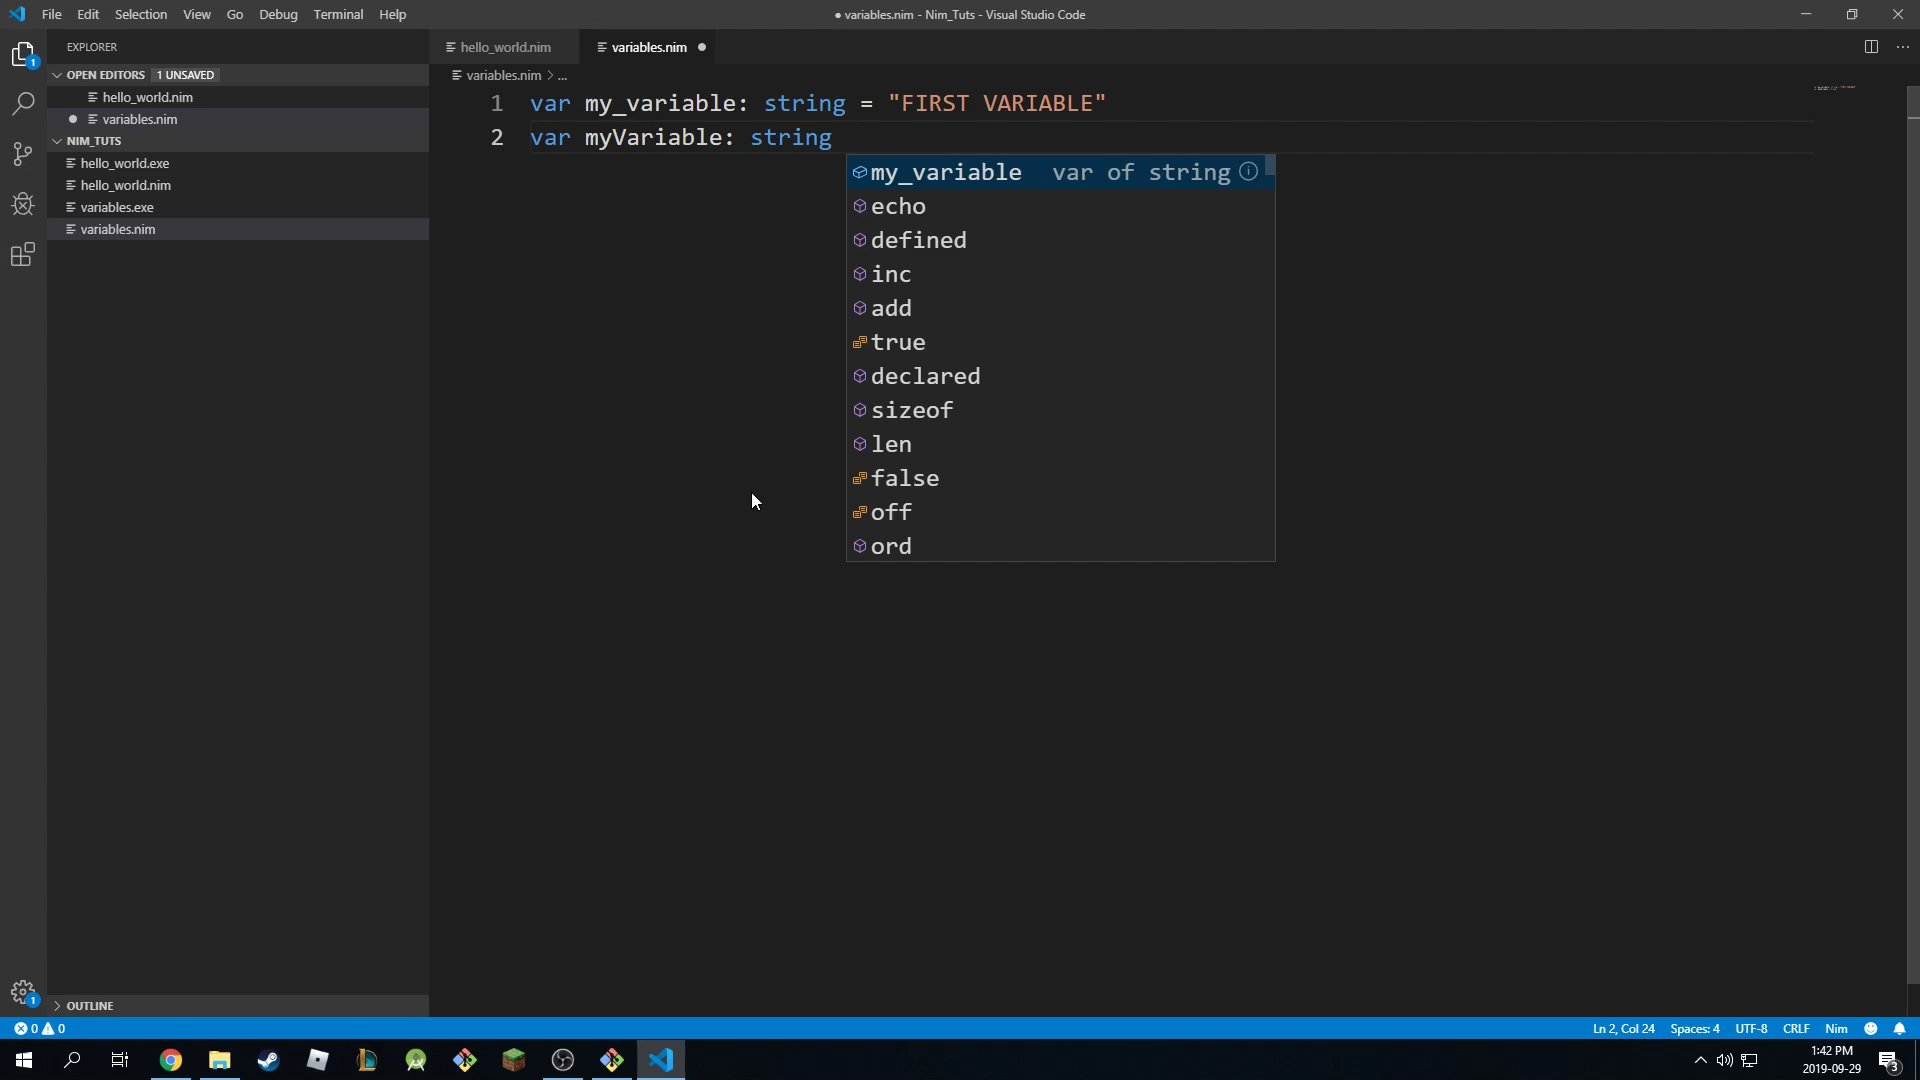 File Edit Selection View Go Debug Terminal Help
● variables.nim - Nim_Tuts - Visual Studio Code
EXPLORER
OPEN EDITORS 1 UNSAVED
hello_world.nim
variables.nim
NIM_TUTS
hello_world.exe
hello_world.nim
variables.exe
variables.nim
OUTLINE
1
1
hello_world.nim variables.nim
variables.nim > ...
1 var my_variable: string = "FIRST VARIABLE"
2 var myVariable: string
my_variable var of string
echo
defined
inc
add
true
declared
sizeof
len
false
off
ord
0 0
Ln 2, Col 24 Spaces: 4 UTF-8 CRLF Nim
1:42 PM
2019-09-29
3